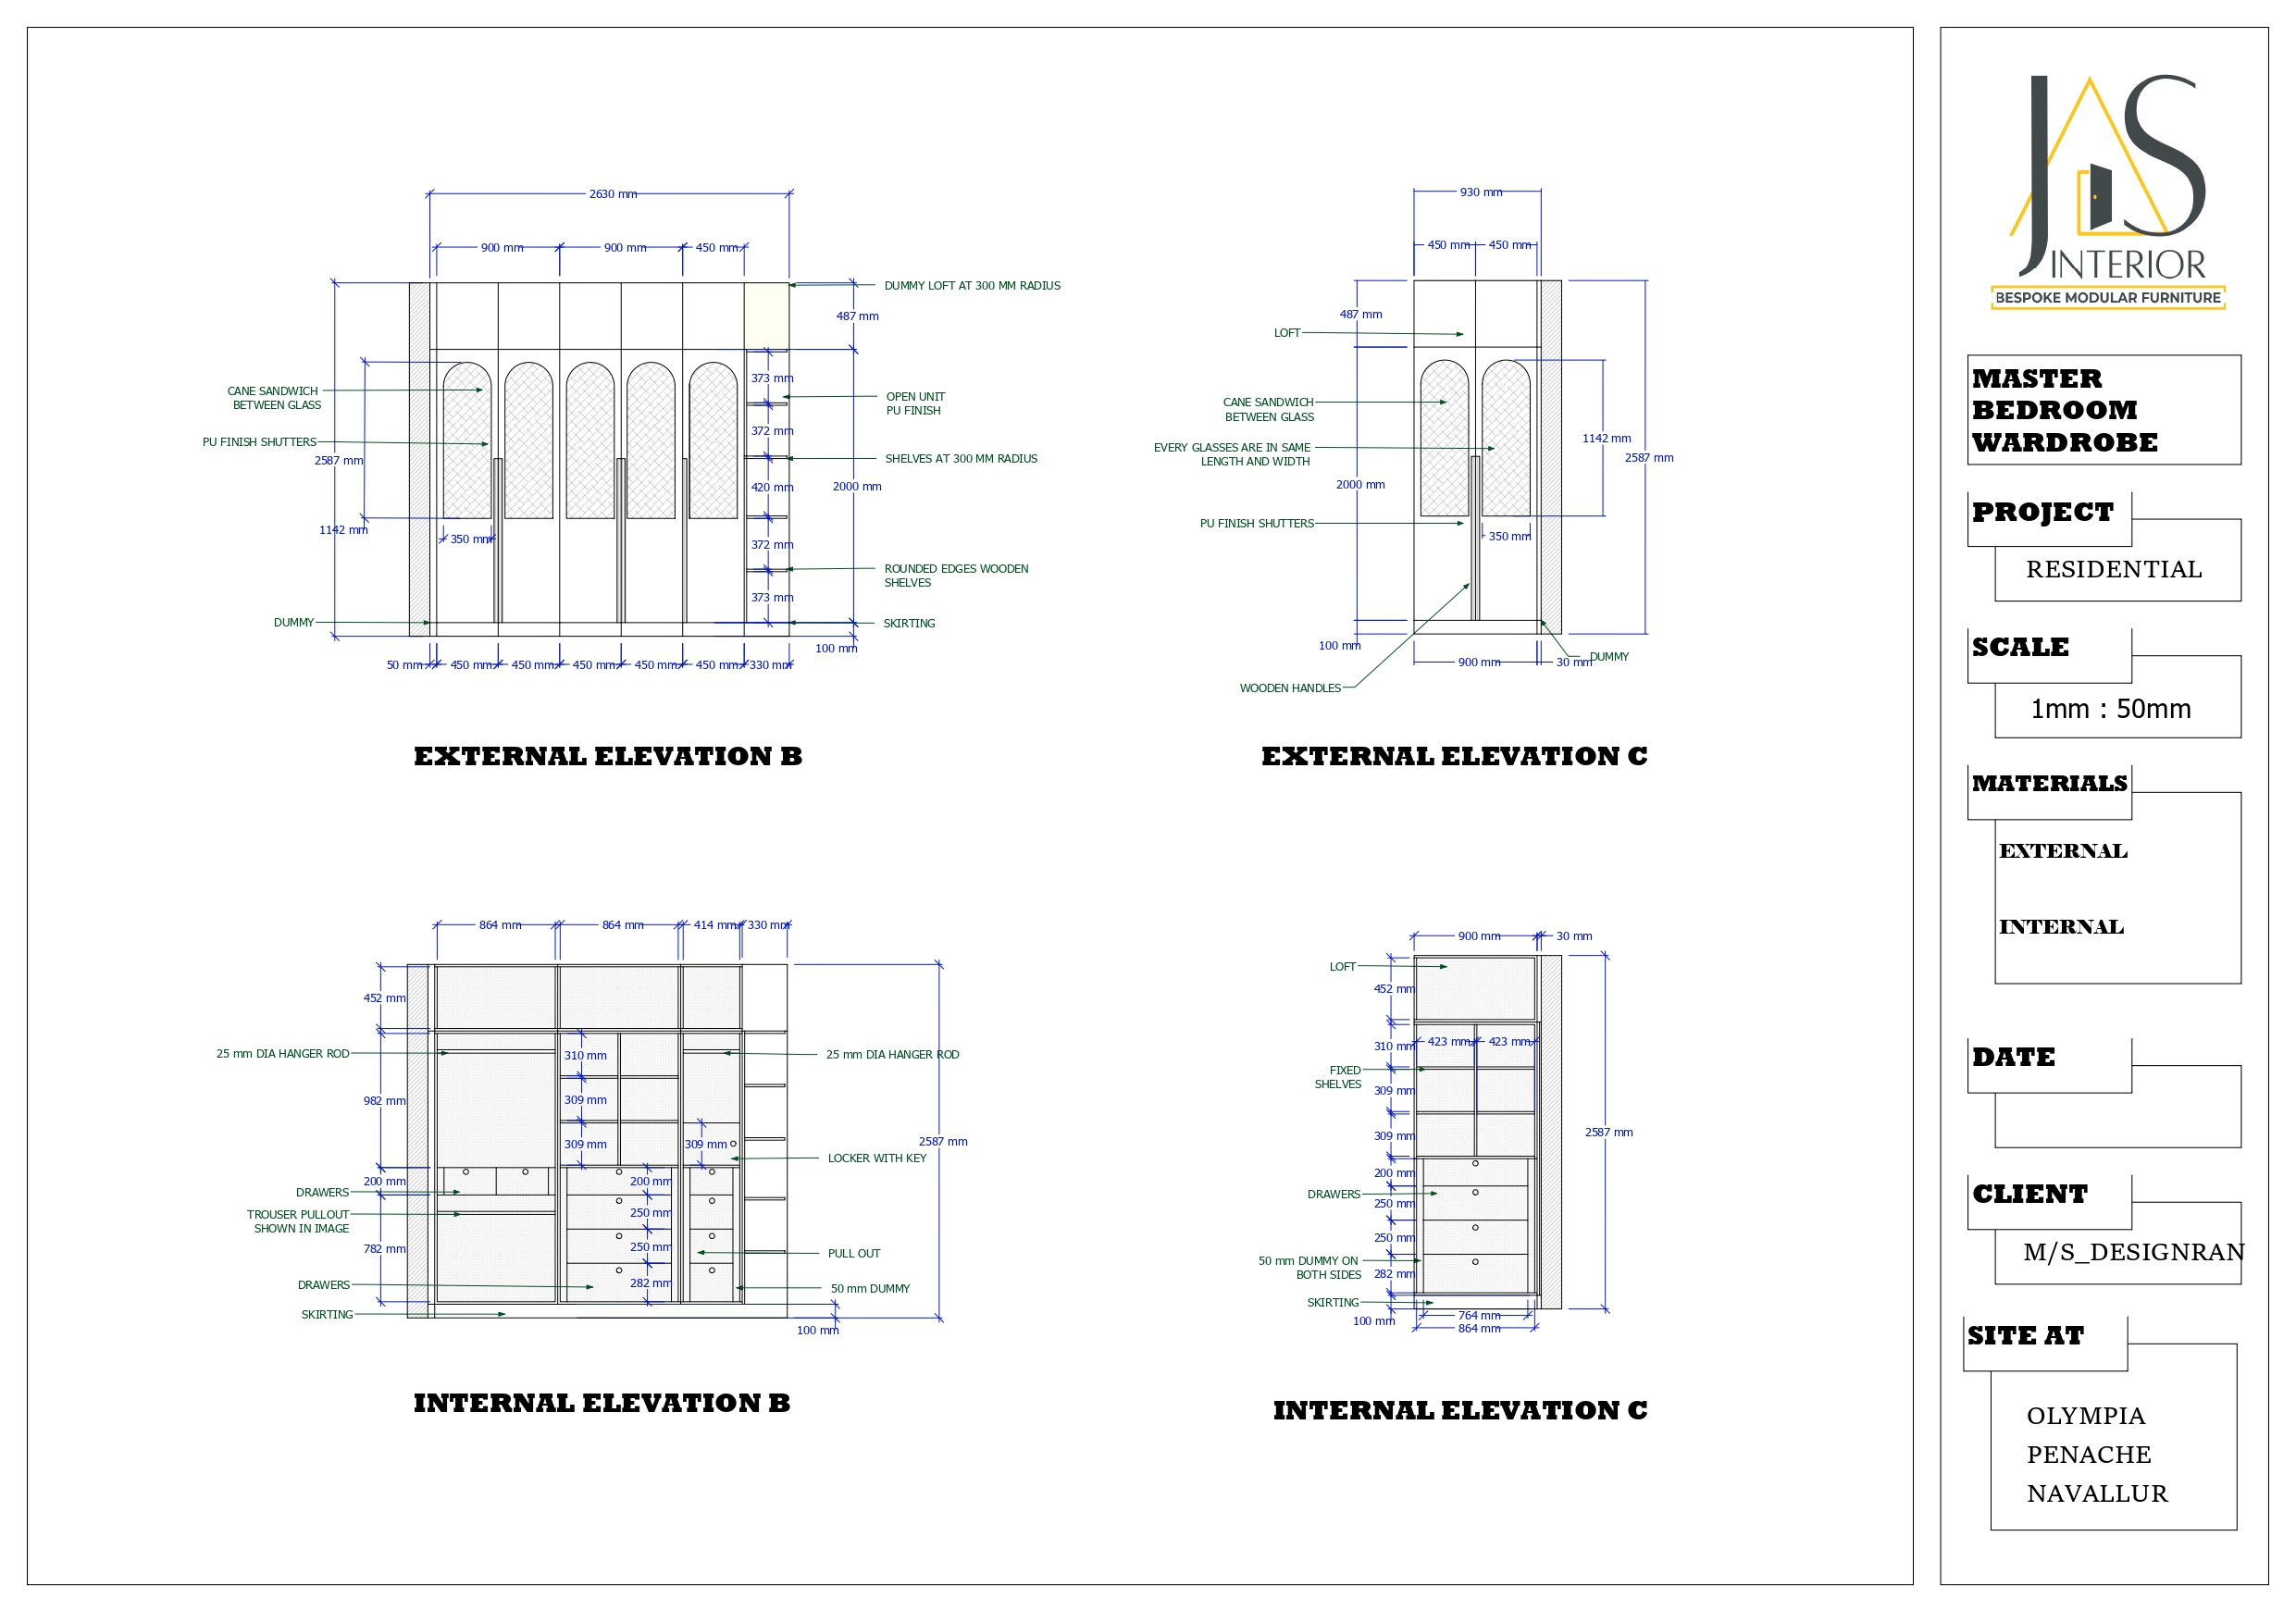 2630 mm
900 mm
900 mm
450 mm
DUMMY LOFT AT 300 MM RADIUS
487 mm
373 mm
CANE SANDWICH
BETWEEN GLASS
OPEN UNIT
PU FINISH
372 mm
PU FINISH SHUTTERS
2587 mm
SHELVES AT 300 MM RADIUS
420 mm
2000 mm
1142 mm
350 mm
372 mm
ROUNDED EDGES WOODEN
SHELVES
373 mm
DUMMY
SKIRTING
100 mm
50 mm
450 mm
450 mm
450 mm
450 mm
450 mm
330 mm
EXTERNAL ELEVATION B
930 mm
450 mm
450 mm
487 mm
LOFT
CANE SANDWICH
BETWEEN GLASS
EVERY GLASSES ARE IN SAME
LENGTH AND WIDTH
1142 mm
2587 mm
2000 mm
PU FINISH SHUTTERS
350 mm
100 mm
900 mm
30 mm
DUMMY
WOODEN HANDLES
EXTERNAL ELEVATION C
864 mm
864 mm
414 mm
330 mm
452 mm
25 mm DIA HANGER ROD
310 mm
25 mm DIA HANGER ROD
982 mm
309 mm
309 mm
309 mm
2587 mm
LOCKER WITH KEY
200 mm
200 mm
DRAWERS
TROUSER PULLOUT
SHOWN IN IMAGE
250 mm
782 mm
250 mm
PULL OUT
DRAWERS
282 mm
50 mm DUMMY
SKIRTING
100 mm
INTERNAL ELEVATION B
900 mm
30 mm
LOFT
452 mm
423 mm
423 mm
310 mm
FIXED
SHELVES
309 mm
309 mm
2587 mm
200 mm
DRAWERS
250 mm
250 mm
50 mm DUMMY ON
BOTH SIDES
282 mm
SKIRTING
100 mm
764 mm
864 mm
INTERNAL ELEVATION C
JAS
INTERIOR
BESPOKE MODULAR FURNITURE
MASTER
BEDROOM
WARDROBE
PROJECT
RESIDENTIAL
SCALE
1mm : 50mm
MATERIALS
EXTERNAL
INTERNAL
DATE
CLIENT
M/S_DESIGNRAN
SITE AT
OLYMPIA
PENACHE
NAVALLUR